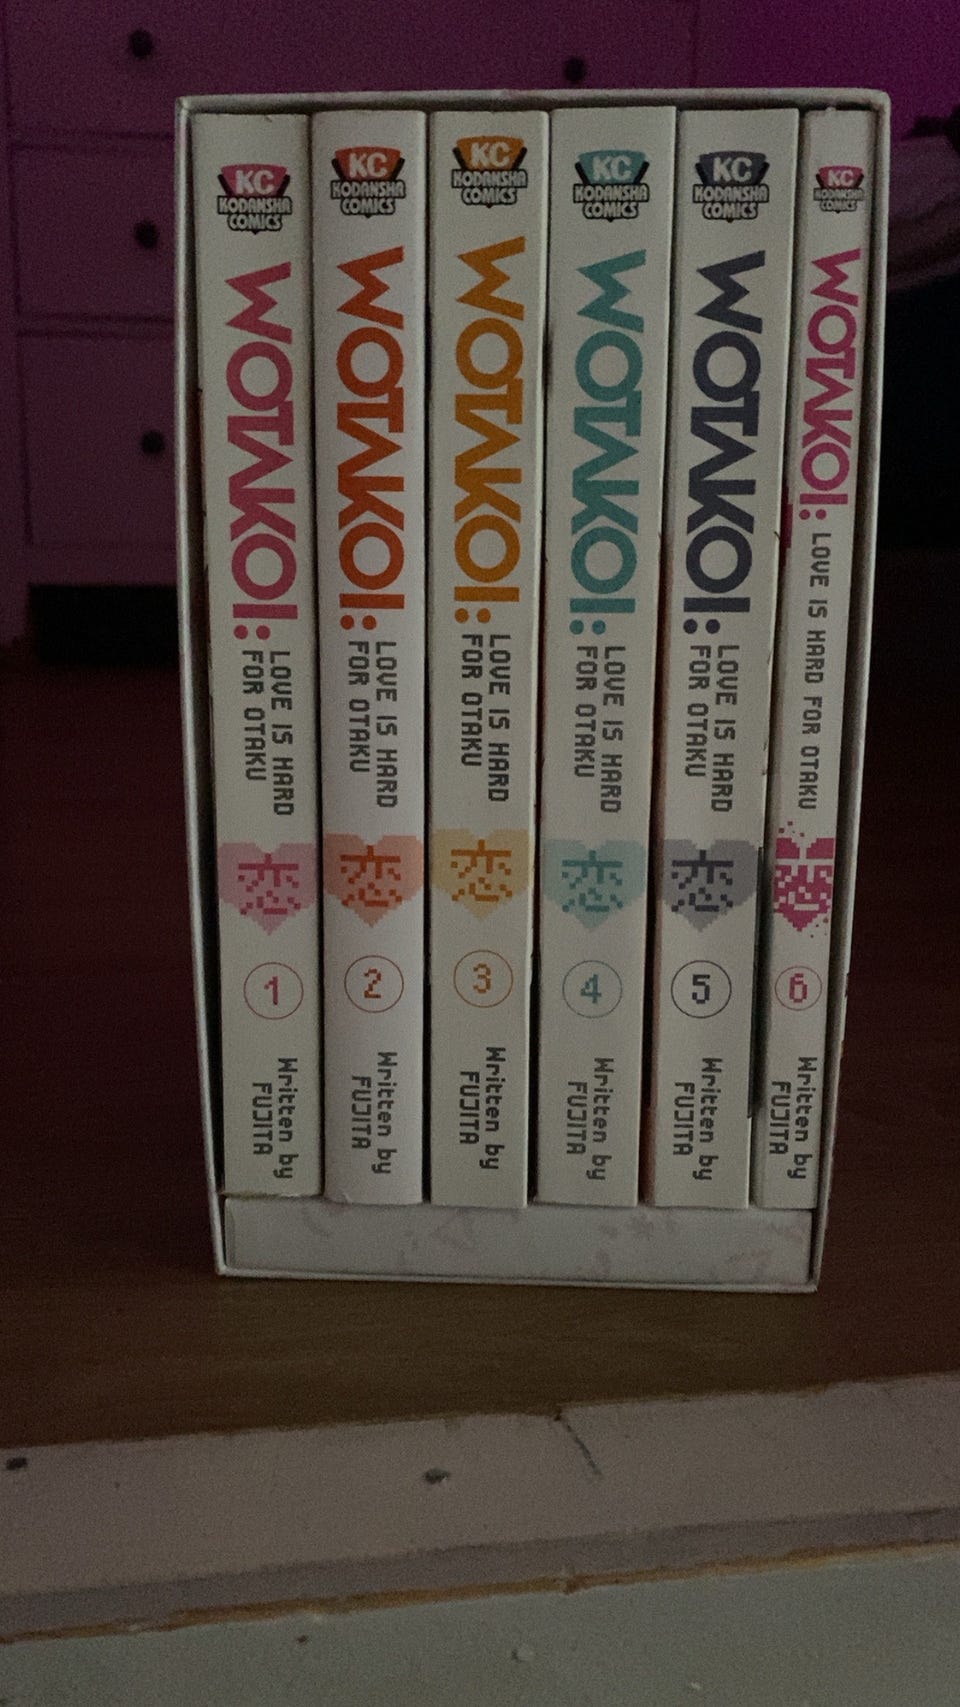 KC
KODANSHA
COMICS
WOTAKOI:
LOVE IS HARD
FOR OTAKU
恋
1
Written by
FUJITA
KC
KODANSHA
COMICS
WOTAKOI:
LOVE IS HARD
FOR OTAKU
恋
2
Written by
FUJITA
KC
KODANSHA
COMICS
WOTAKOI:
LOVE IS HARD
FOR OTAKU
恋
3
Written by
FUJITA
KC
KODANSHA
COMICS
WOTAKOI:
LOVE IS HARD
FOR OTAKU
恋
4
Written by
FUJITA
KC
KODANSHA
COMICS
WOTAKOI:
LOVE IS HARD
FOR OTAKU
恋
5
Written by
FUJITA
KC
KODANSHA
COMICS
WOTAKOI:
LOVE IS HARD FOR OTAKU
恋
6
Written by
FUJITA